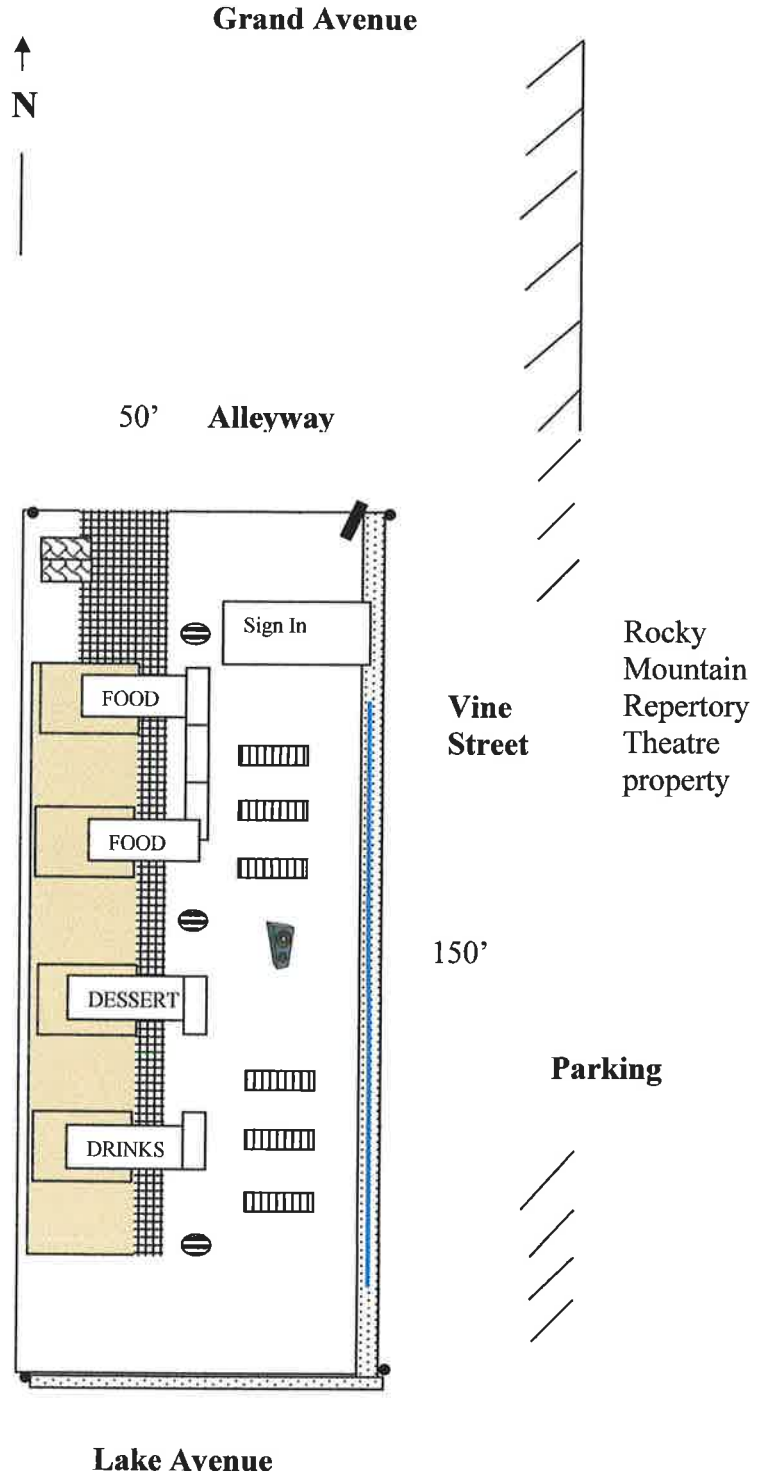 Grand Avenue
N
50’ Alleyway
Sign In
FOOD
Vine
Street
Rocky
Mountain
Repertory
Theatre
property
FOOD
150’
DESSERT
Parking
DRINKS
Lake Avenue